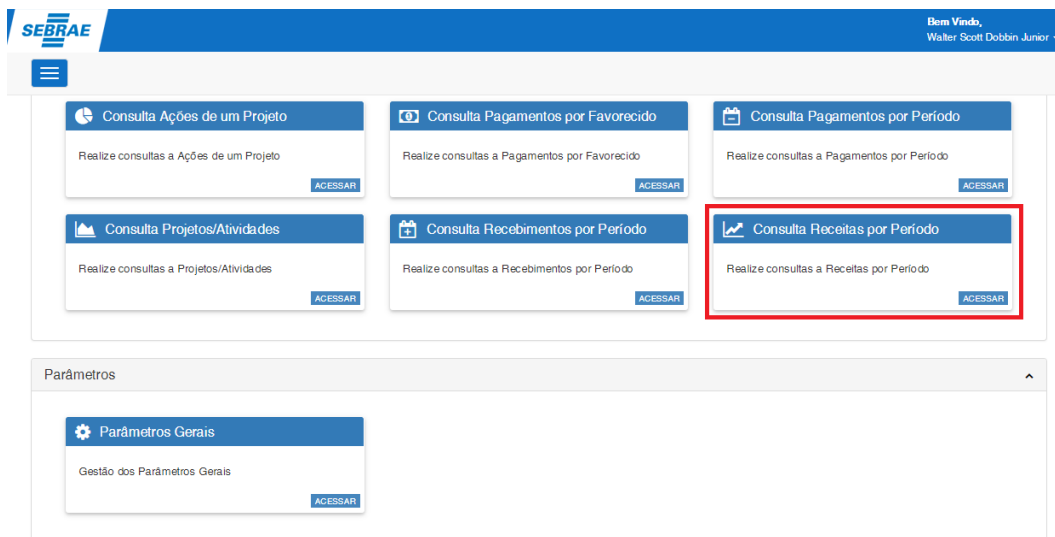 SEBRAE
Bem Vindo,
Walter Scott Dobbin Junior
Consulta Ações de um Projeto
Realize consultas a Ações de um Projeto
ACESSAR
Consulta Pagamentos por Favorecido
Realize consultas a Pagamentos por Favorecido
ACESSAR
Consulta Pagamentos por Período
Realize consultas a Pagamentos por Período
ACESSAR
Consulta Projetos/Atividades
Realize consultas a Projetos/Atividades
ACESSAR
Consulta Recebimentos por Período
Realize consultas a Recebimentos por Período
ACESSAR
Consulta Receitas por Período
Realize consultas a Receitas por Período
ACESSAR
Parâmetros
Parâmetros Gerais
Gestão dos Parâmetros Gerais
ACESSAR